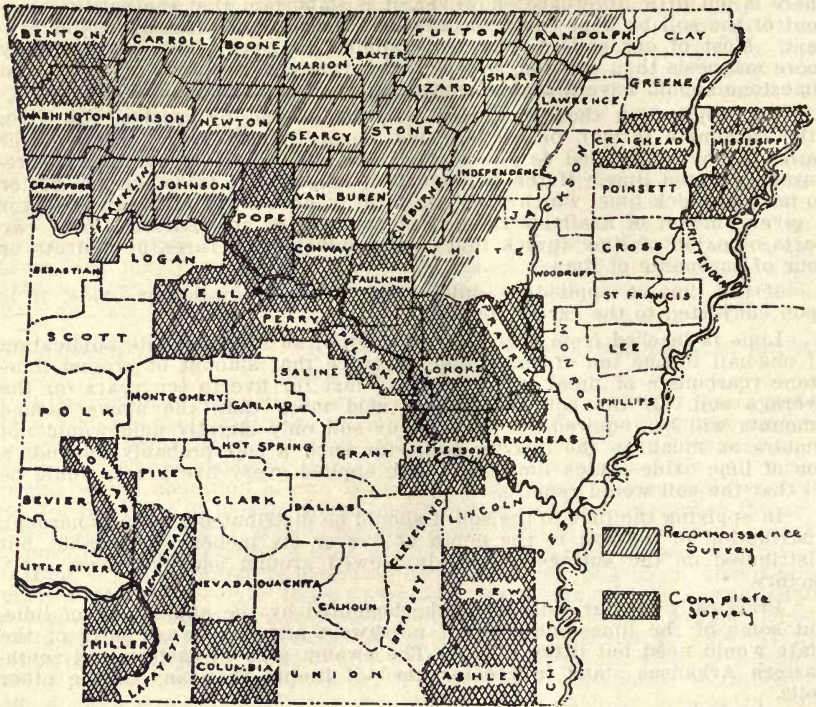 BENTON
CARROLL
BOONE
MARION
BAXTER
FULTON
RANDOLPH
CLAY
SHARP
IZARD
GREENE
LAWRENCE
WASHINGTON
MADISON
NEWTON
SEARCY
STONE
CRAIGHEAD
MISSISSIPPI
INDEPENDENCE
JACKSON
POINSETT
CRAWFORD
FRANKLIN
JOHNSON
POPE
VAN BUREN
CLEBURNE
CONWAY
WHITE
WOODRUFF
CROSS
CRITTENDEN
SEBASTIAN
LOGAN
FAULKNER
ST FRANCIS
YELL
PERRY
PULASKI
LONOKE
PRAIRIE
MONROE
SCOTT
SALINE
MONTGOMERY
GARLAND
PHILLIPS
POLK
HOT SPRING
GRANT
JEFFERSON
ARKANSAS
HOWARD
PIKE
CLARK
DALLAS
CLEVELAND
LINCOLN
DESHA
SEVIER
LITTLE RIVER
HEMPSTEAD
NEVADA
OUACHITA
CALHOUN
BRADLEY
DREW
CHICOT
MILLER
LAFAYETTE
COLUMBIA
UNION
ASHLEY
Reconnoissance
Survey
Complete
Survey